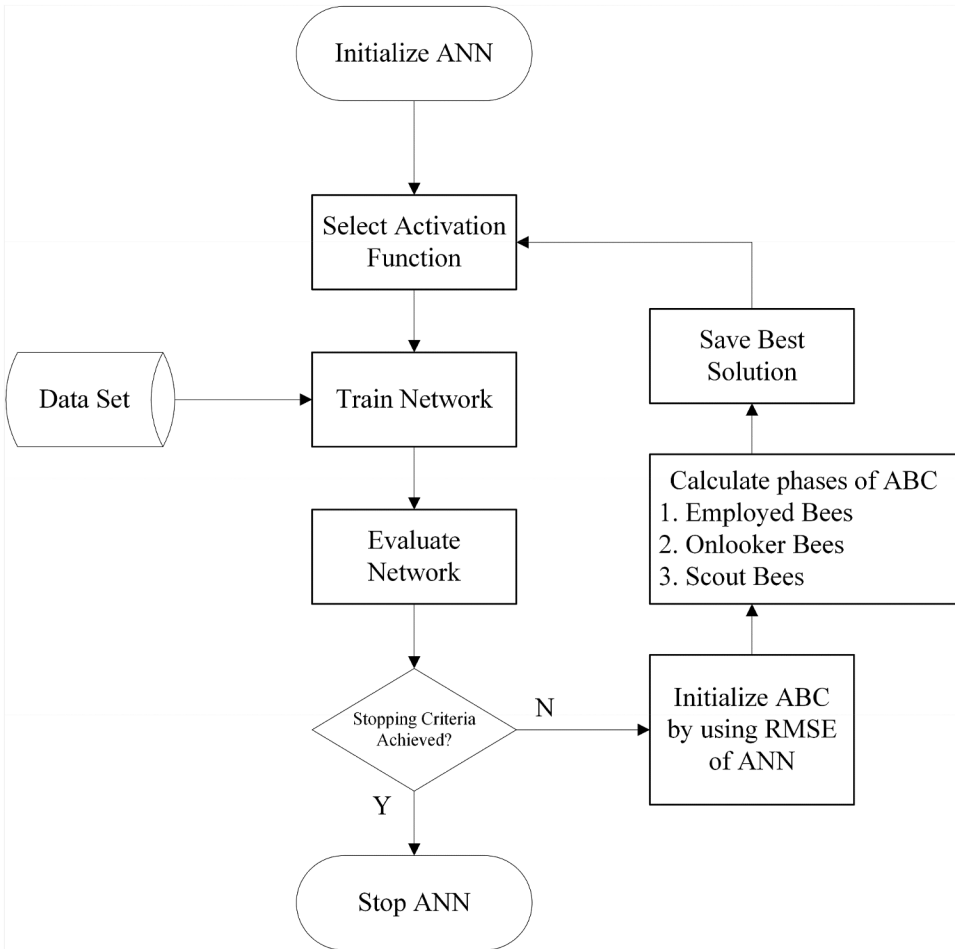 Initialize ANN
Select Activation
Function
Data Set
Train Network
Evaluate
Network
Stopping Criteria
Achieved?
N
Y
Stop ANN
Initialize ABC
by using RMSE
of ANN
Calculate phases of ABC
1. Employed Bees
2. Onlooker Bees
3. Scout Bees
Save Best
Solution